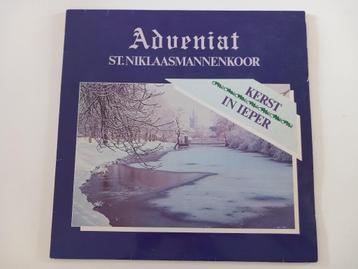 Adveniat
ST.NIKLAASMANNENKOOR
KERST
IN IEPER